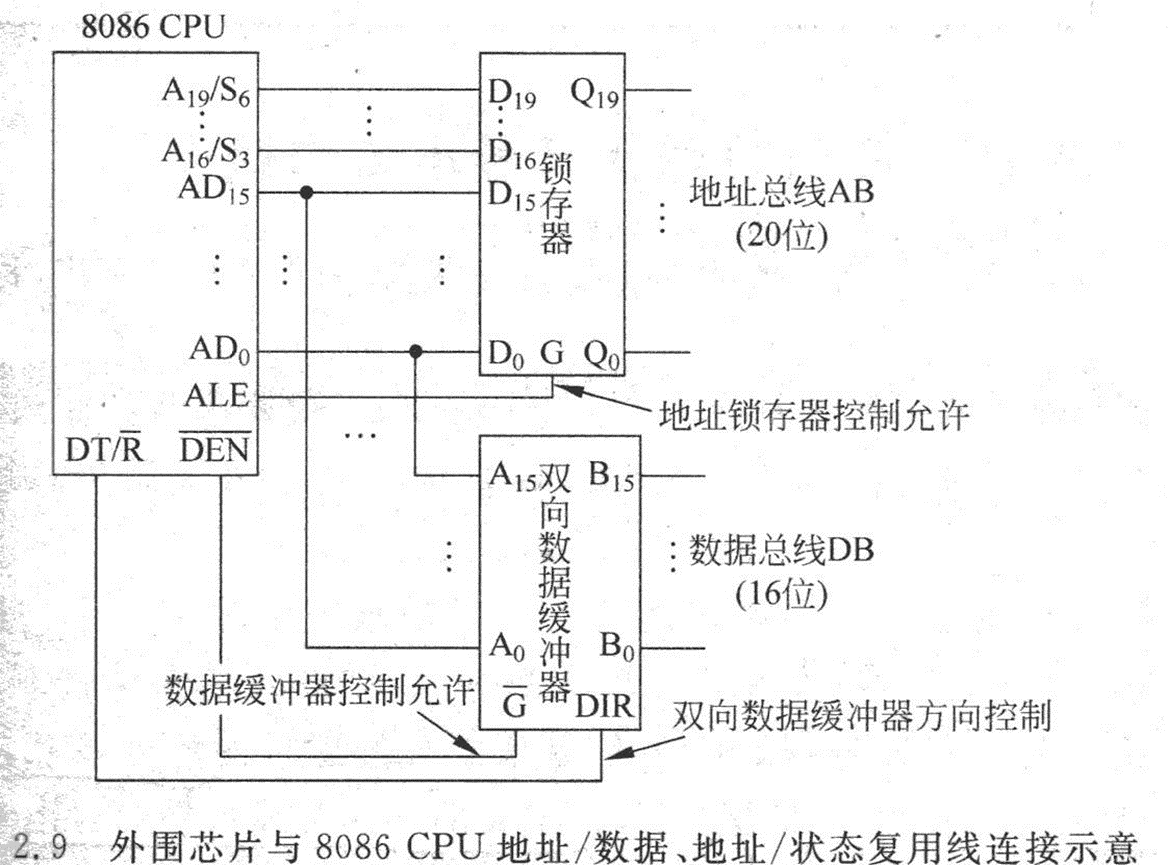 8086 CPU
A₁₉/S₆
A₁₆/S₃
AD₁₅
AD₀
ALE
DT/R̅ D̅E̅N̅
D₁₉ Q₁₉
D₁₆
D₁₅
锁存器
D₀ G Q₀
地址总线AB
(20位)
地址锁存器控制允许
A₁₅ B₁₅
双向数据缓冲器
A₀ B₀
G̅ DIR
数据总线DB
(16位)
数据缓冲器控制允许
双向数据缓冲器方向控制
2.9 外围芯片与 8086 CPU 地址/数据、地址/状态复用线连接示意